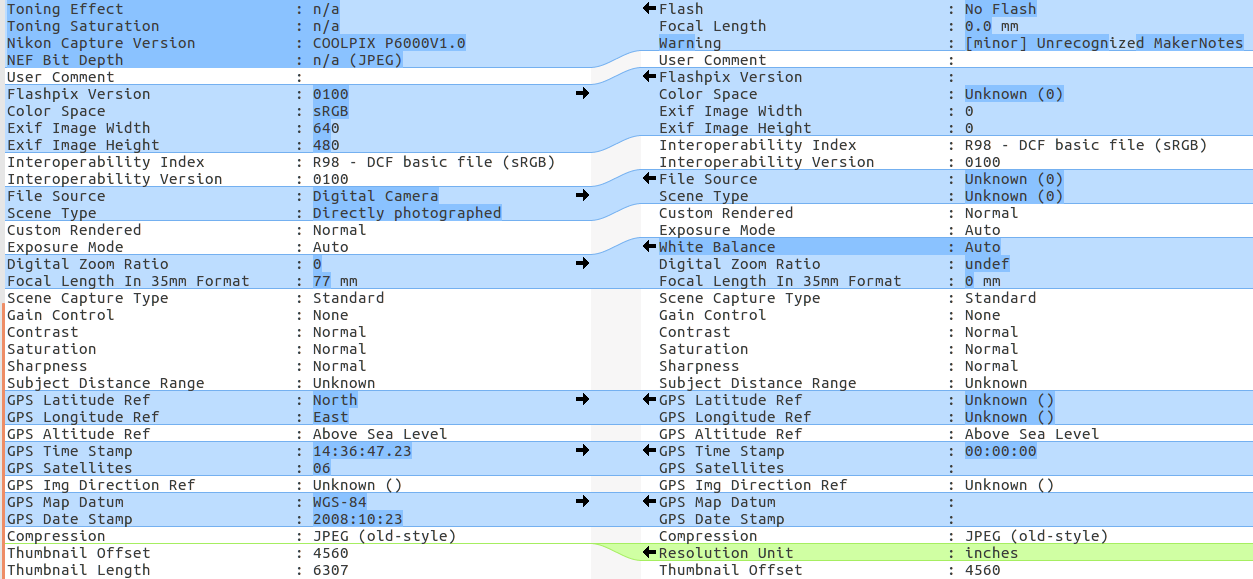 Toning Effect : n/a
Toning Saturation : n/a
Nikon Capture Version : COOLPIX P6000V1.0
NEF Bit Depth : n/a (JPEG)
User Comment :
Flashpix Version : 0100
Color Space : sRGB
Exif Image Width : 640
Exif Image Height : 480
Interoperability Index : R98 - DCF basic file (sRGB)
Interoperability Version : 0100
File Source : Digital Camera
Scene Type : Directly photographed
Custom Rendered : Normal
Exposure Mode : Auto
Digital Zoom Ratio : 0
Focal Length In 35mm Format : 77 mm
Scene Capture Type : Standard
Gain Control : None
Contrast : Normal
Saturation : Normal
Sharpness : Normal
Subject Distance Range : Unknown
GPS Latitude Ref : North
GPS Longitude Ref : East
GPS Altitude Ref : Above Sea Level
GPS Time Stamp : 14:36:47.23
GPS Satellites : 06
GPS Img Direction Ref : Unknown ()
GPS Map Datum : WGS-84
GPS Date Stamp : 2008:10:23
Compression : JPEG (old-style)
Thumbnail Offset : 4560
Thumbnail Length : 6307
Flash : No Flash
Focal Length : 0.0 mm
Warning : [minor] Unrecognized MakerNotes
User Comment :
Flashpix Version :
Color Space : Unknown (0)
Exif Image Width : 0
Exif Image Height : 0
Interoperability Index : R98 - DCF basic file (sRGB)
Interoperability Version : 0100
File Source : Unknown (0)
Scene Type : Unknown (0)
Custom Rendered : Normal
Exposure Mode : Auto
White Balance : Auto
Digital Zoom Ratio : undef
Focal Length In 35mm Format : 0 mm
Scene Capture Type : Standard
Gain Control : None
Contrast : Normal
Saturation : Normal
Sharpness : Normal
Subject Distance Range : Unknown
GPS Latitude Ref : Unknown ()
GPS Longitude Ref : Unknown ()
GPS Altitude Ref : Above Sea Level
GPS Time Stamp : 00:00:00
GPS Satellites :
GPS Img Direction Ref : Unknown ()
GPS Map Datum :
GPS Date Stamp :
Compression : JPEG (old-style)
Resolution Unit : inches
Thumbnail Offset : 4560